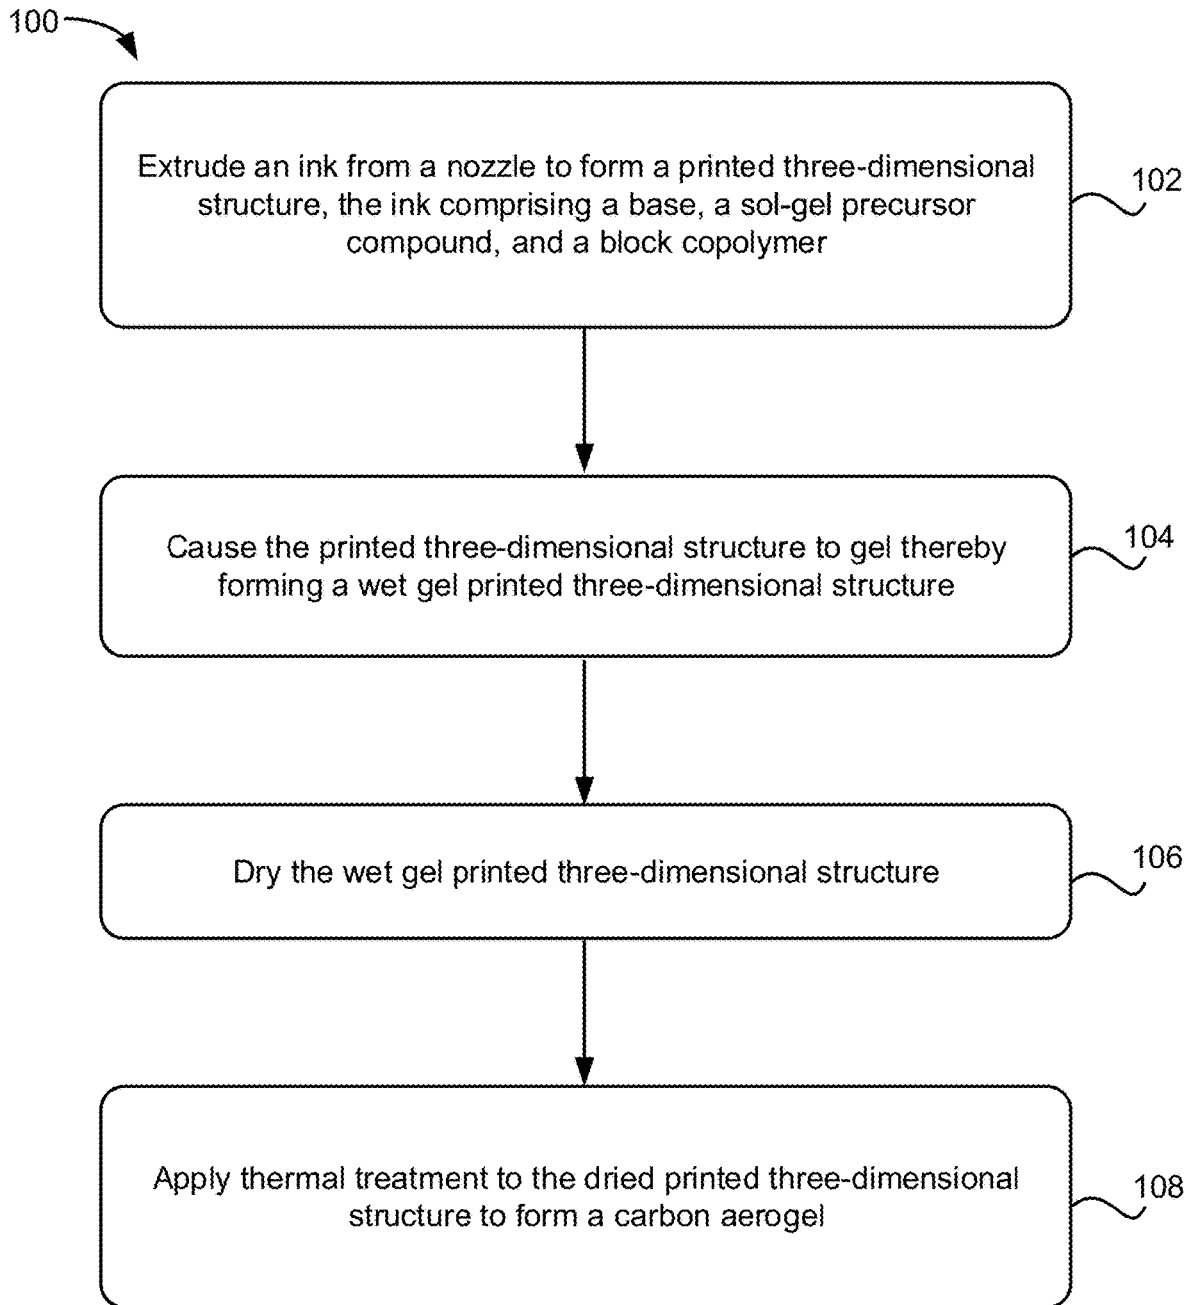 100
Extrude an ink from a nozzle to form a printed three-dimensional
structure, the ink comprising a base, a sol-gel precursor
compound, and a block copolymer
102
Cause the printed three-dimensional structure to gel thereby
forming a wet gel printed three-dimensional structure
104
Dry the wet gel printed three-dimensional structure
106
Apply thermal treatment to the dried printed three-dimensional
structure to form a carbon aerogel
108